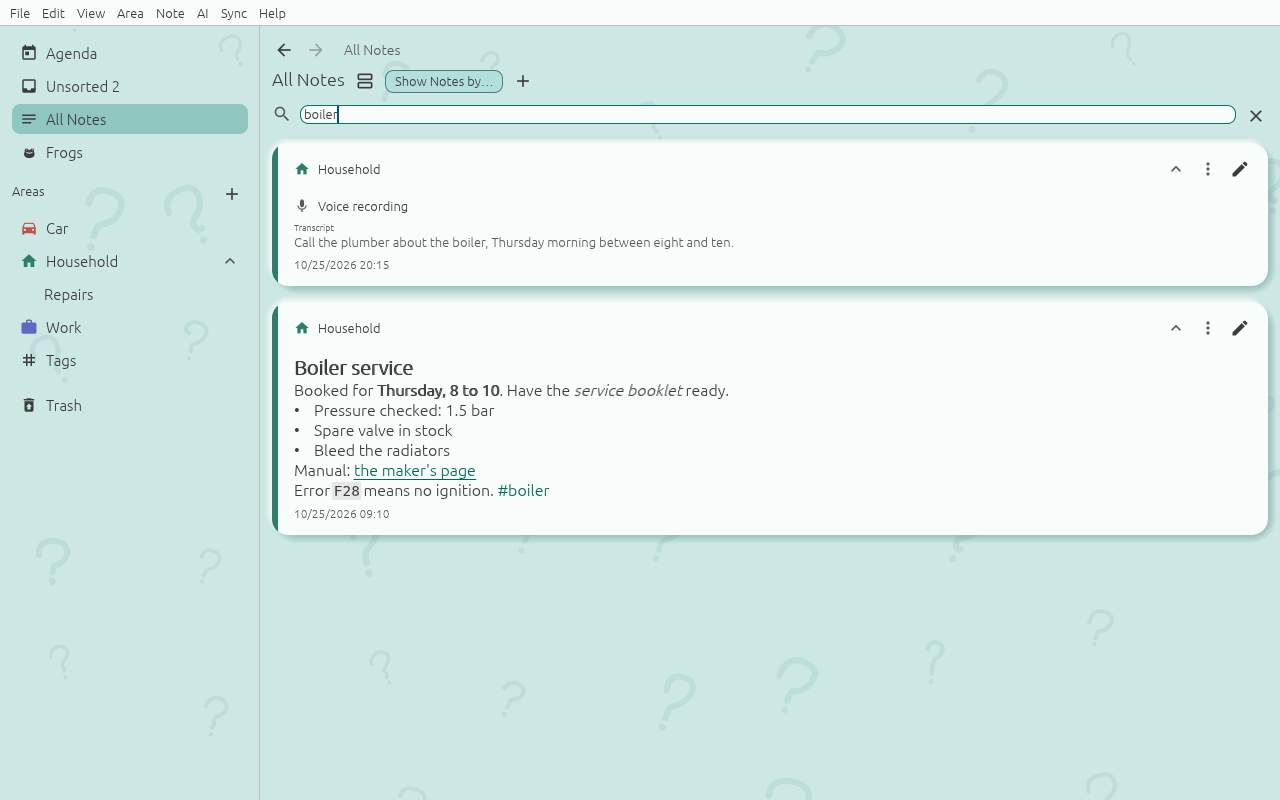 File Edit View Area Note AI Sync Help
Agenda
Unsorted 2
All Notes
Frogs
Areas
Car
Household
Repairs
Work
Tags
Trash
All Notes
All Notes Show Notes by...
boiler
Household
Voice recording
Transcript
Call the plumber about the boiler, Thursday morning between eight and ten.
10/25/2026 20:15
Household
Boiler service
Booked for Thursday, 8 to 10. Have the service booklet ready.
• Pressure checked: 1.5 bar
• Spare valve in stock
• Bleed the radiators
Manual: the maker's page
Error F28 means no ignition. #boiler
10/25/2026 09:10